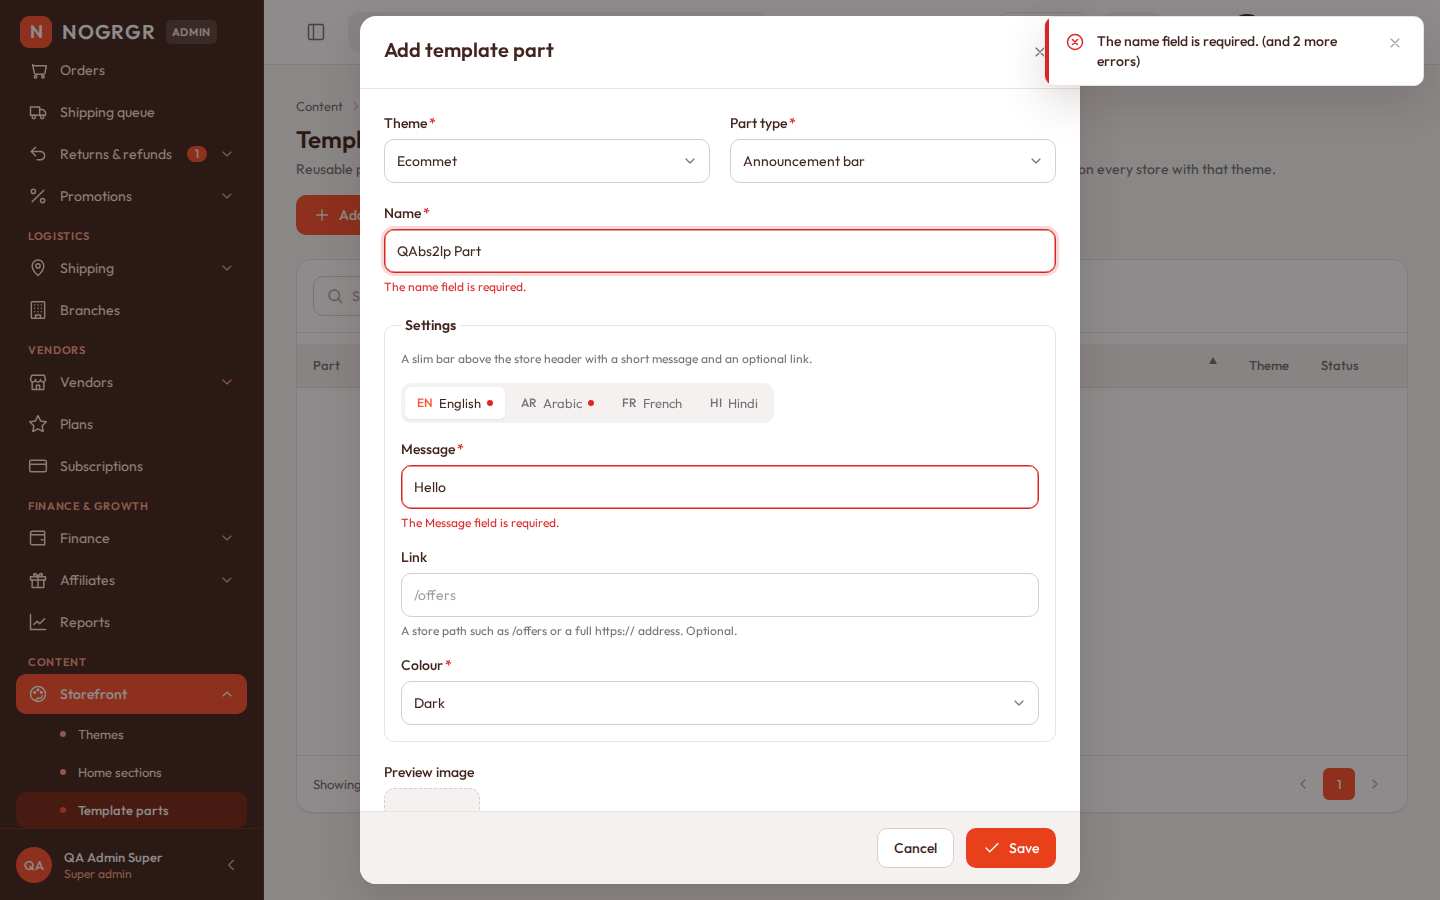 NOGRGR ADMIN
Orders
Shipping queue
Returns & refunds 1
Promotions
LOGISTICS
Shipping
Branches
VENDORS
Vendors
Plans
Subscriptions
FINANCE & GROWTH
Finance
Affiliates
Reports
CONTENT
Storefront
Themes
Home sections
Template parts
QA
QA Admin Super
Super admin
Content
Reusable
on every store with that theme.
Part
Theme
Status
Showing
1
Add template part
Theme*
Part type*
Ecommet
Announcement bar
Name*
QAbs2lp Part
The name field is required.
Settings
A slim bar above the store header with a short message and an optional link.
EN English
AR Arabic
FR French
HI Hindi
Message*
Hello
The Message field is required.
Link
/offers
A store path such as /offers or a full https:// address. Optional.
Colour*
Dark
Preview image
Cancel
Save
The name field is required. (and 2 more
errors)